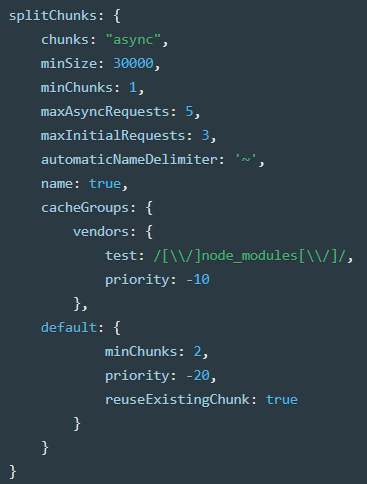 splitChunks: {
    chunks: "async",
    minSize: 30000,
    minChunks: 1,
    maxAsyncRequests: 5,
    maxInitialRequests: 3,
    automaticNameDelimiter: '~',
    name: true,
    cacheGroups: {
        vendors: {
            test: /[\\/]node_modules[\\/]/,
            priority: -10
        },
    default: {
            minChunks: 2,
            priority: -20,
            reuseExistingChunk: true
        }
    }
}